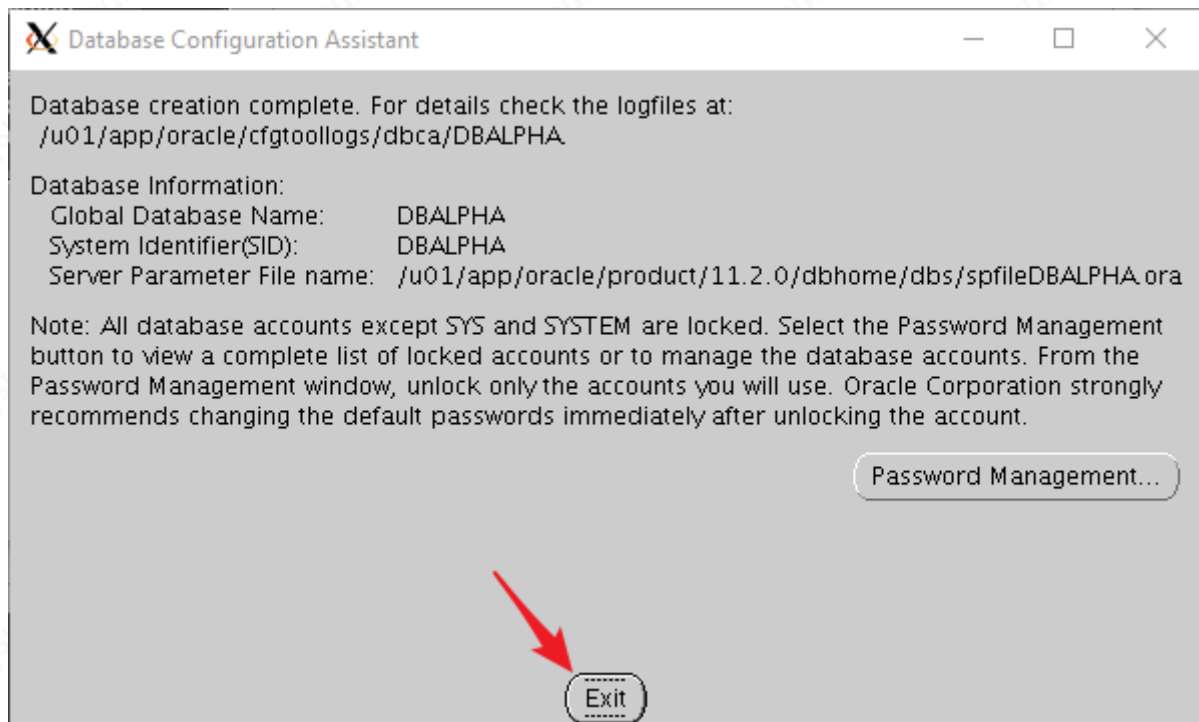 Database Configuration Assistant
Database creation complete. For details check the logfiles at:
/u01/app/oracle/cfgtoollogs/dbca/DBALPHA.
Database Information:
Global Database Name: DBALPHA
System Identifier(SID): DBALPHA
Server Parameter File name: /u01/app/oracle/product/11.2.0/dbhome/dbs/spfileDBALPHA.ora
Note: All database accounts except SYS and SYSTEM are locked. Select the Password Management
button to view a complete list of locked accounts or to manage the database accounts. From the
Password Management window, unlock only the accounts you will use. Oracle Corporation strongly
recommends changing the default passwords immediately after unlocking the account.
Password Management...
Exit